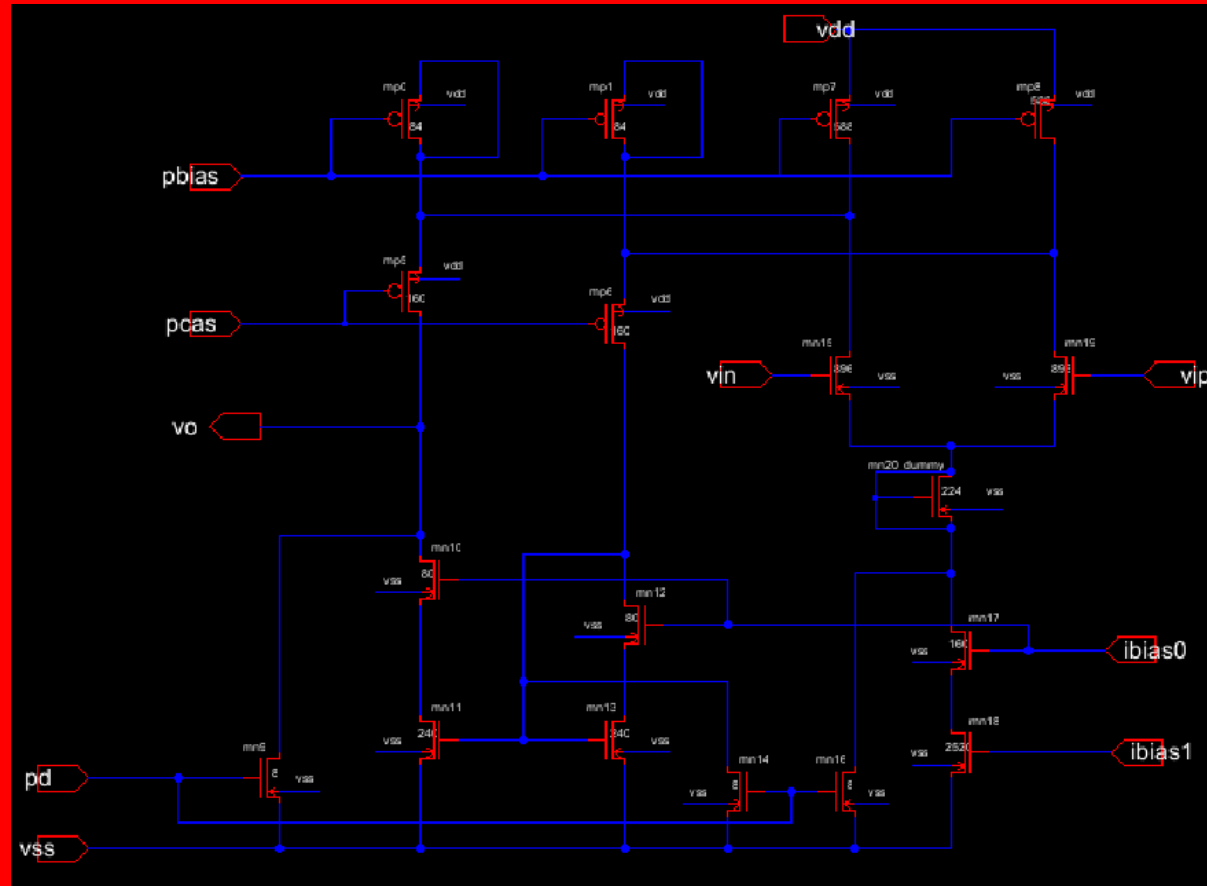 vdd
mp0
vdd
84
mp1
vdd
84
mp7
vdd
588
mp8
vdd
588
pbias
mp5
vdd
160
mp6
vdd
160
pcas
mn15
896
vss
mn19
896
vss
vin
vip
vo
mn20 dummy
224
vss
mn10
80
vss
mn12
80
vss
mn17
160
vss
ibias0
mn11
240
vss
mn13
240
vss
mn18
vss
ibias1
8
vss
mn14
8
vss
mn16
8
vss
pd
vss